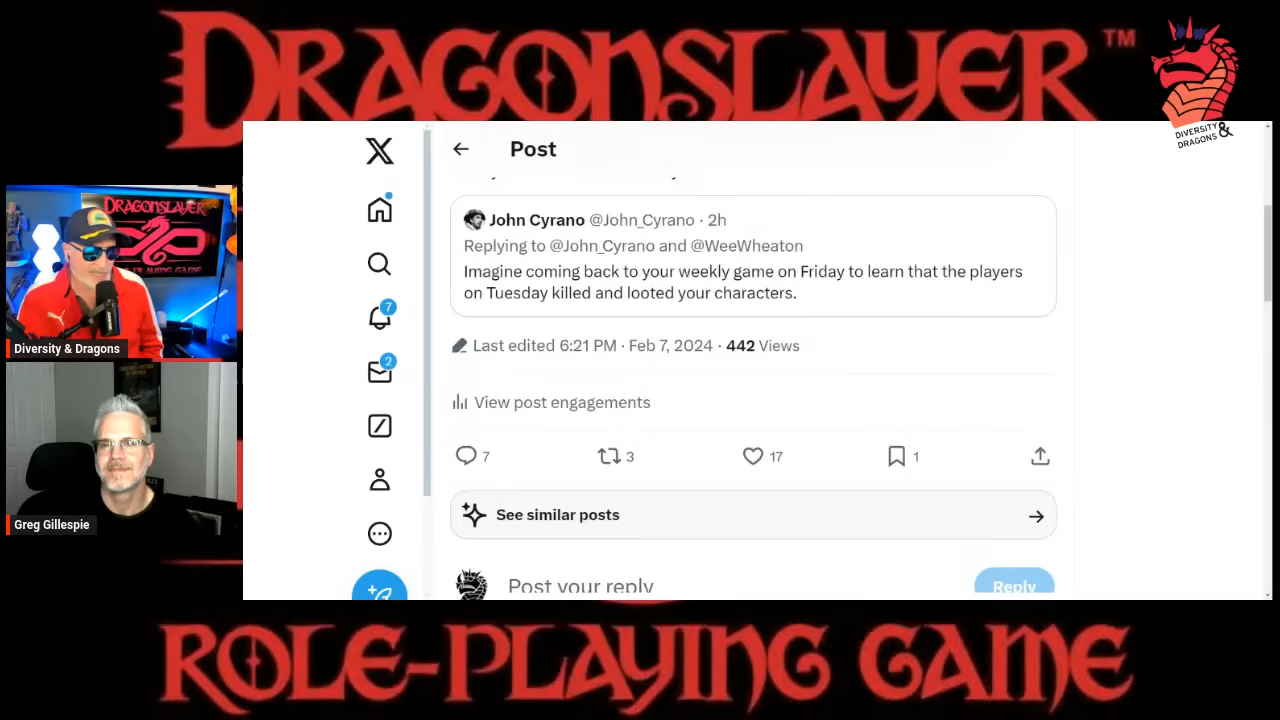 DRAGONSLAYER™
DIVERSITY &
DRAGONS
Post
John Cyrano @John_Cyrano · 2h
Replying to @John_Cyrano and @WeeWheaton
Imagine coming back to your weekly game on Friday to learn that the players
on Tuesday killed and looted your characters.
7
2
Last edited 6:21 PM · Feb 7, 2024 · 442 Views
View post engagements
7
3
17
1
See similar posts
Post your reply
Reply
DRAGONSLAYER
Diversity & Dragons
Greg Gillespie
ROLE-PLAYING GAME